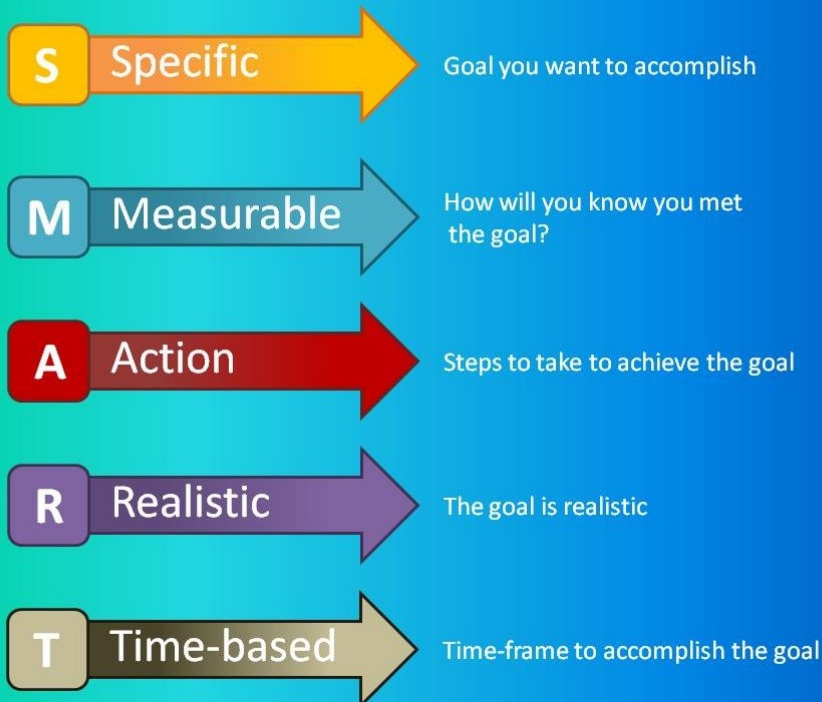 S Specific Goal you want to accomplish
M Measurable How will you know you met
the goal?
A Action Steps to take to achieve the goal
R Realistic The goal is realistic
T Time-based Time-frame to accomplish the goal